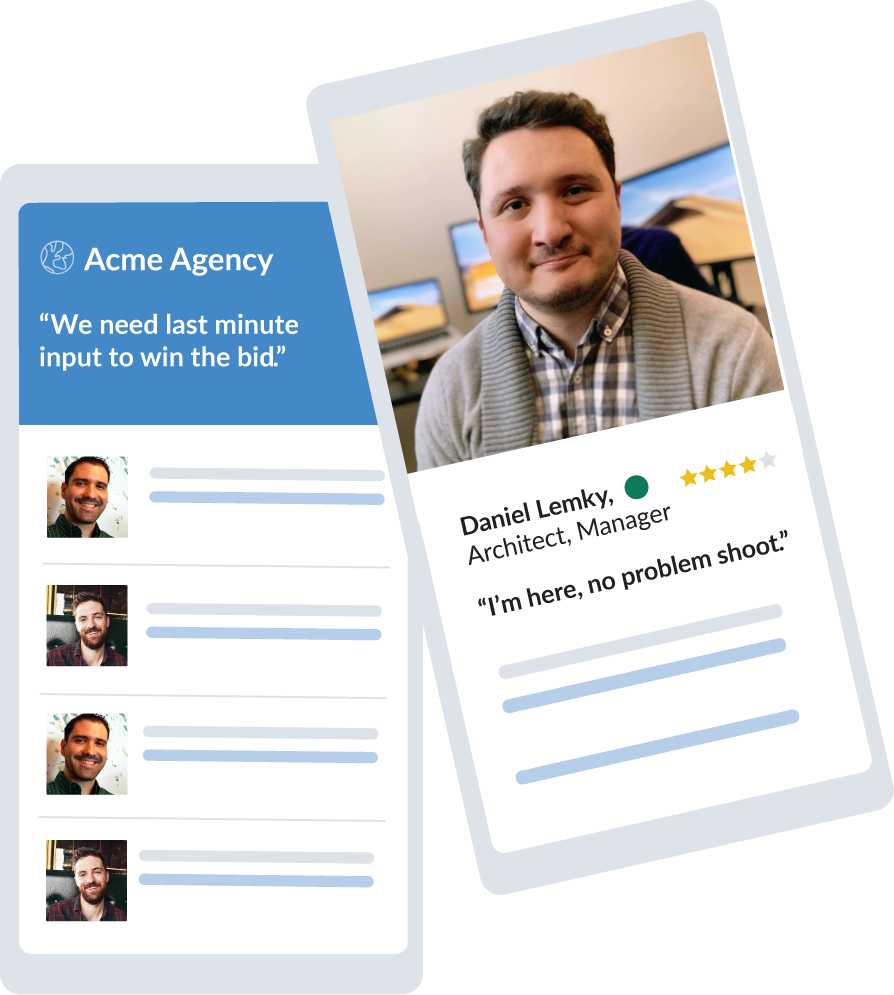 Acme Agency
“We need last minute
input to win the bid.”
Daniel Lemky,
Architect, Manager
“I’m here, no problem shoot.”